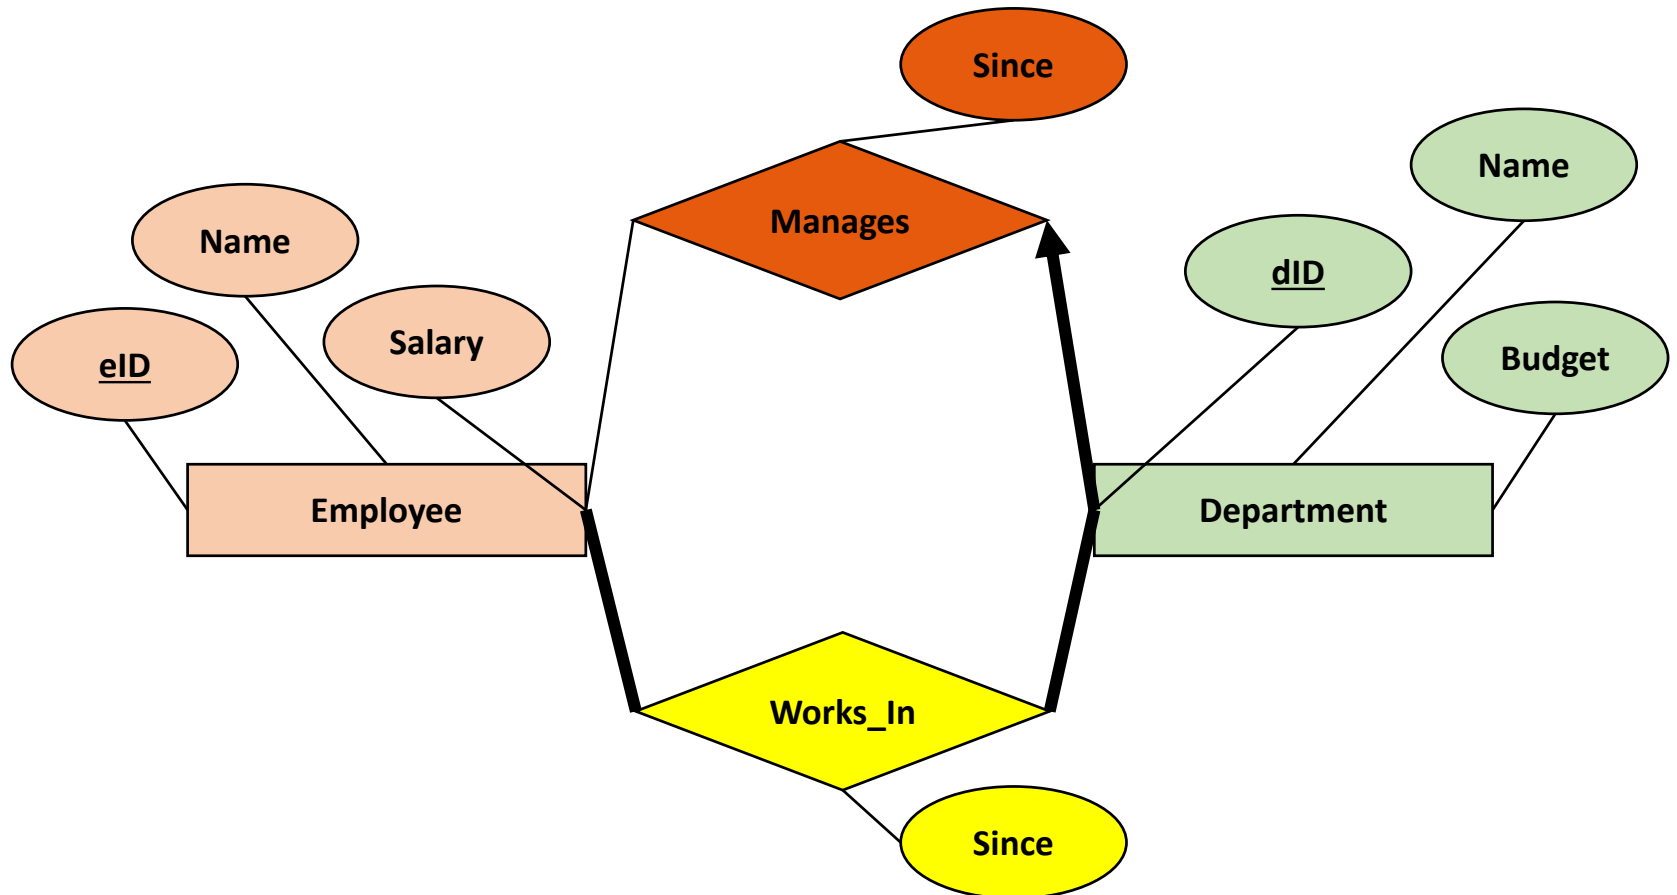 Since
Name
Manages
Name
dID
Salary
eID
Budget
Employee
Department
Works_In
Since